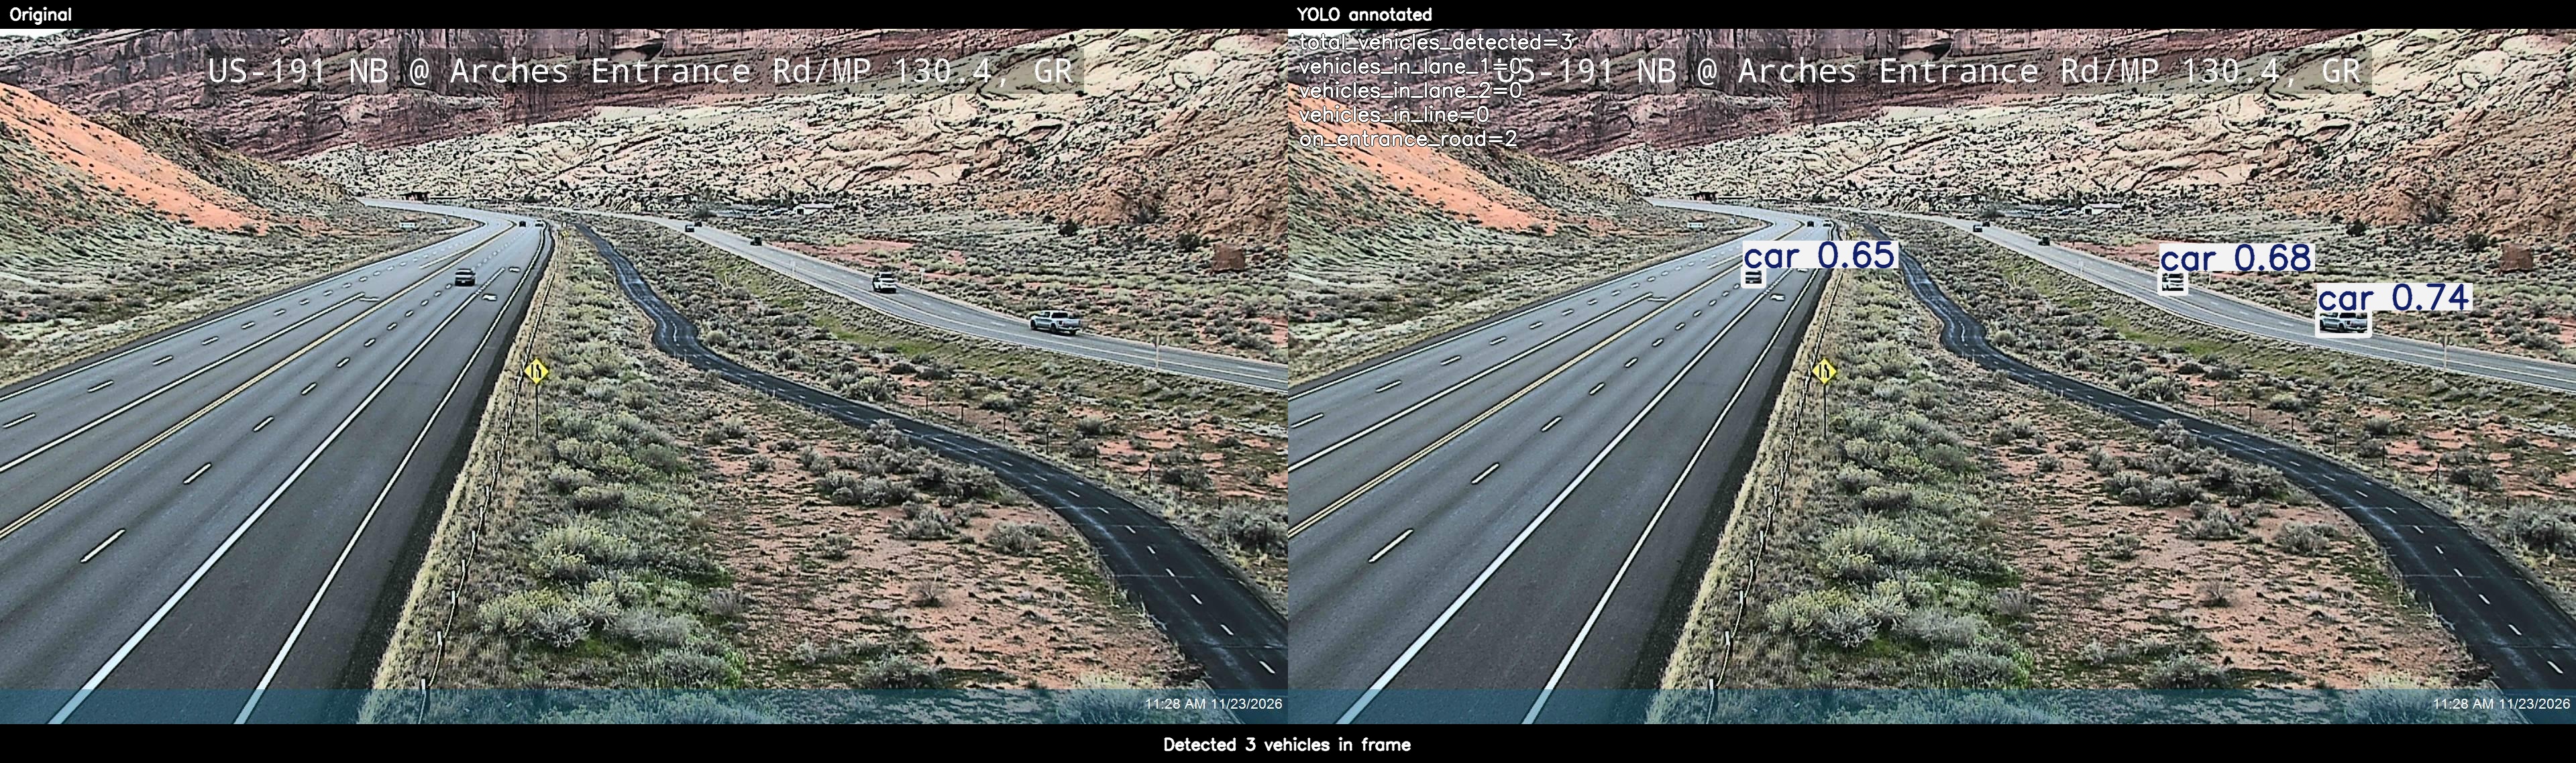 Original
US-191 NB @ Arches Entrance Rd/MP 130.4, GR
11:28 AM 11/23/2026
YOLO annotated
total_vehicles_detected=3
vehicles_in_lane_1=0
US-191 NB @ Arches Entrance Rd/MP 130.4, GR
vehicles_in_lane_2=0
vehicles_in_line=0
on_entrance_road=2
car 0.65
car 0.68
car 0.74
11:28 AM 11/23/2026
Detected 3 vehicles in frame